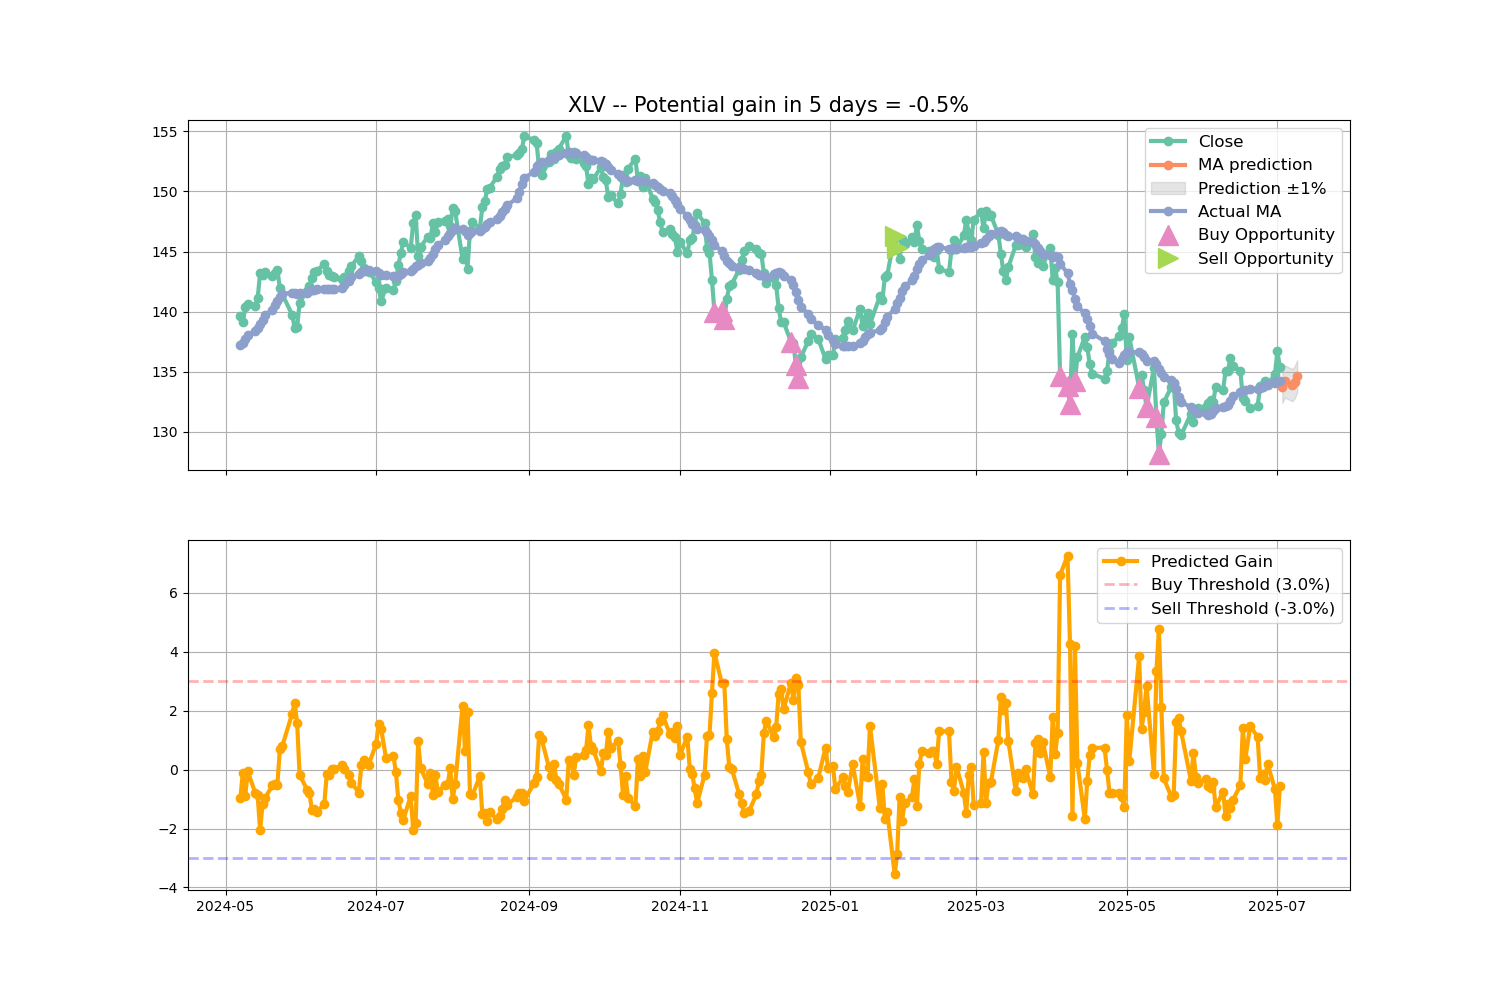 XLV -- Potential gain in 5 days = -0.5%
155
150
145
140
135
130
Close
MA prediction
Prediction ±1%
Actual MA
Buy Opportunity
Sell Opportunity
6
4
2
0
−2
−4
Predicted Gain
Buy Threshold (3.0%)
Sell Threshold (-3.0%)
2024-05 2024-07 2024-09 2024-11 2025-01 2025-03 2025-05 2025-07